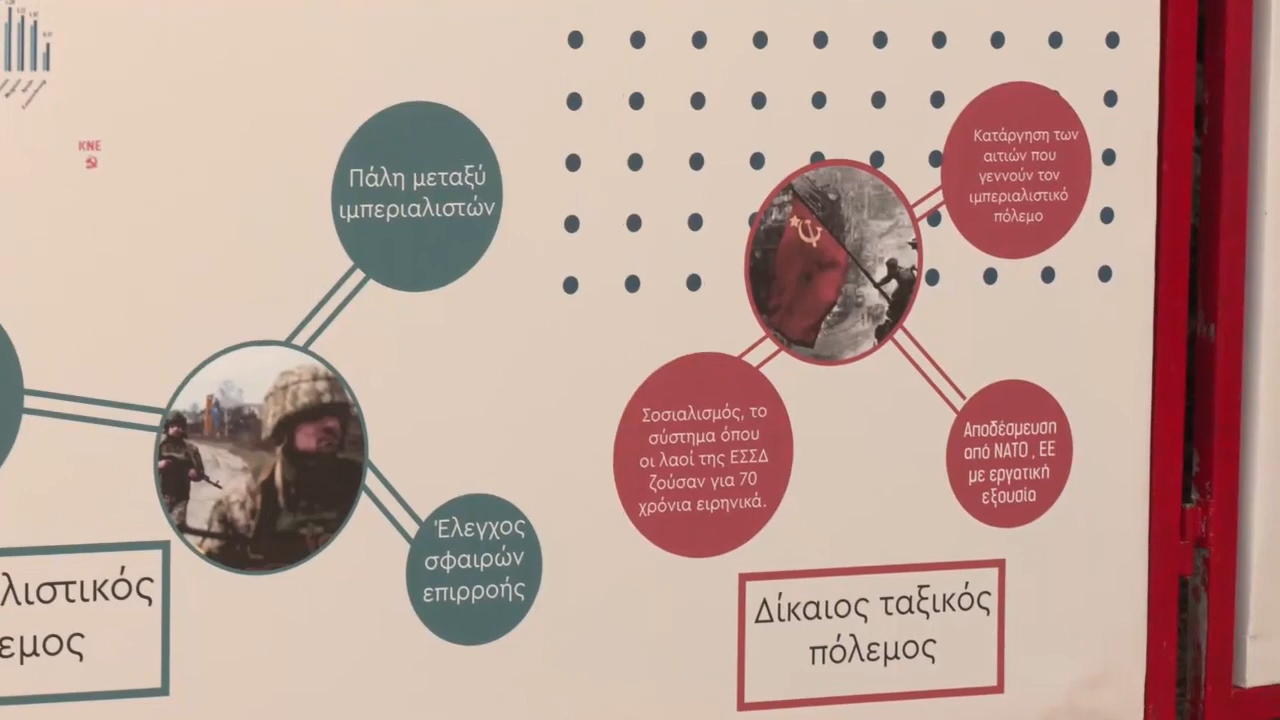 ΚΝΕ
Πάλη μεταξύ
ιμπεριαλιστών
Έλεγχος
σφαιρών
επιρροής
λιστικός
εμος
Κατάργηση των
αιτιών που
γεννούν τον
ιμπεριαλιστικό
πόλεμο
Σοσιαλισμός, το
σύστημα όπου
οι λαοί της ΕΣΣΔ
ζούσαν για 70
χρόνια ειρηνικά.
Αποδέσμευση
από ΝΑΤΟ , ΕΕ
με εργατική
εξουσία
Δίκαιος ταξικός
πόλεμος